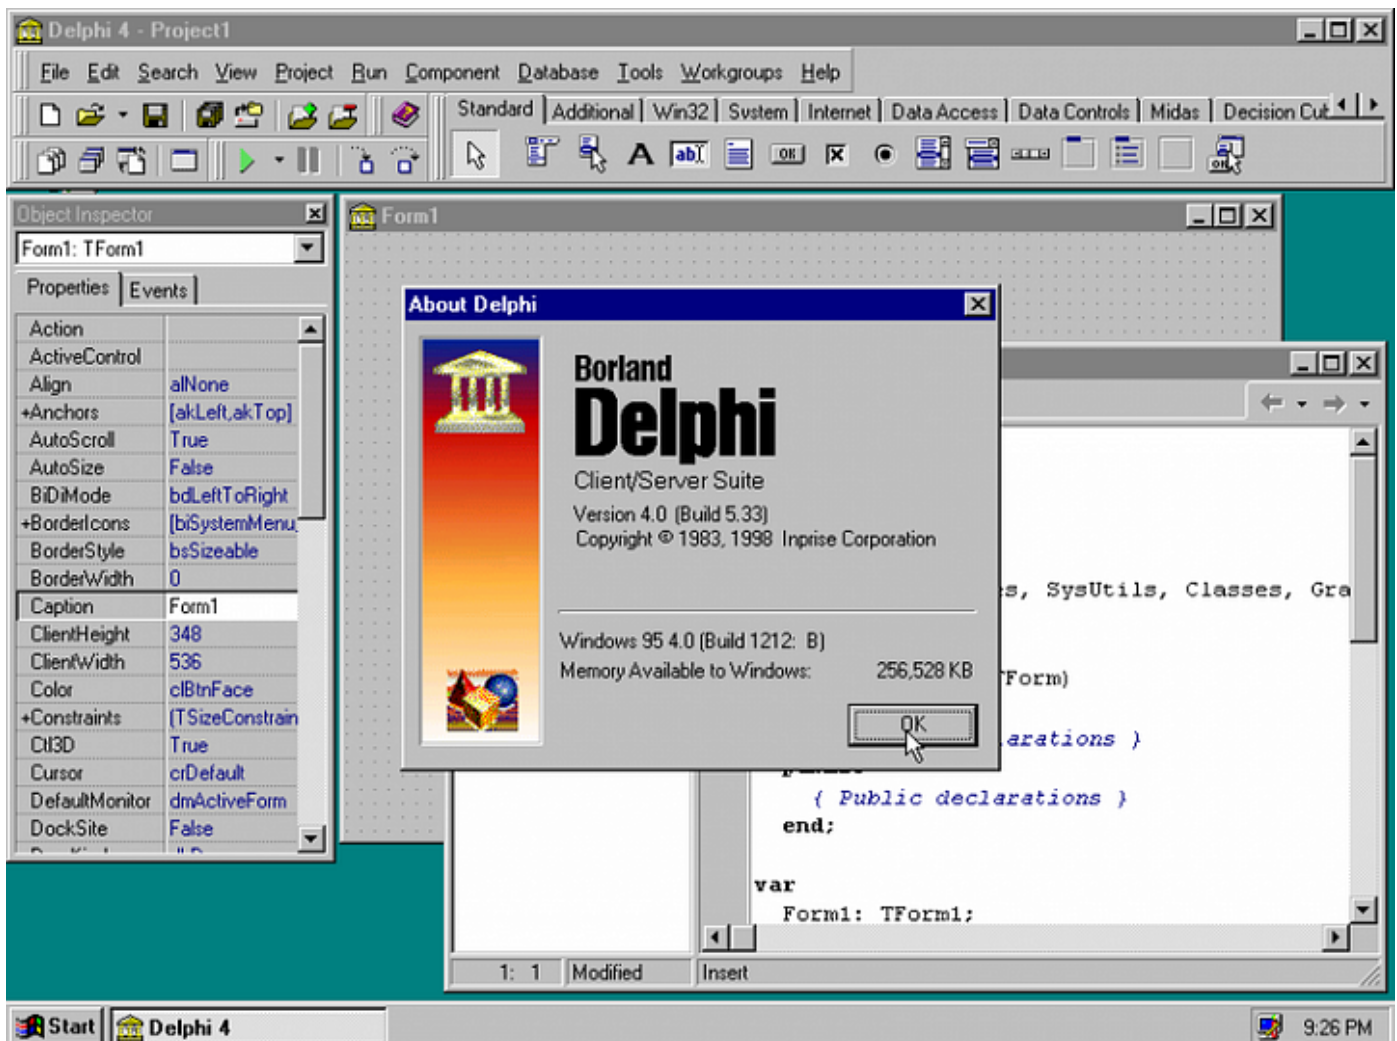 Delphi 4 - Project1
File Edit Search View Project Run Component Database Tools Workgroups Help
Standard Additional Win32 System Internet Data Access Data Controls Midas Decision Cub
A ab OK OK
Object Inspector
Form1: TForm1
Properties Events
Action
ActiveControl
Align alNone
+Anchors [akLeft,akTop]
AutoScroll True
AutoSize False
BiDiMode bdLeftToRight
+BorderIcons [biSystemMenu,
BorderStyle bsSizeable
BorderWidth 0
Caption Form1
ClientHeight 348
ClientWidth 536
Color clBtnFace
+Constraints (TSizeConstrain
Ctl3D True
Cursor crDefault
DefaultMonitor dmActiveForm
DockSite False
Form1
About Delphi
Borland
Delphi
Client/Server Suite
Version 4.0 (Build 5.33)
Copyright © 1983, 1998 Inprise Corporation
Windows 95 4.0 (Build 1212: B)
Memory Available to Windows: 256,528 KB
OK
s, SysUtils, Classes, Gra
TForm)
arations }
public
{ Public declarations }
end;
var
Form1: TForm1;
1: 1 Modified Insert
Start Delphi 4 9:26 PM